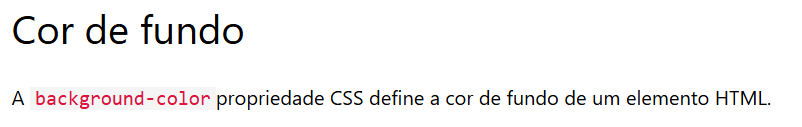 Cor de fundo
A background-color propriedade CSS define a cor de fundo de um elemento HTML.